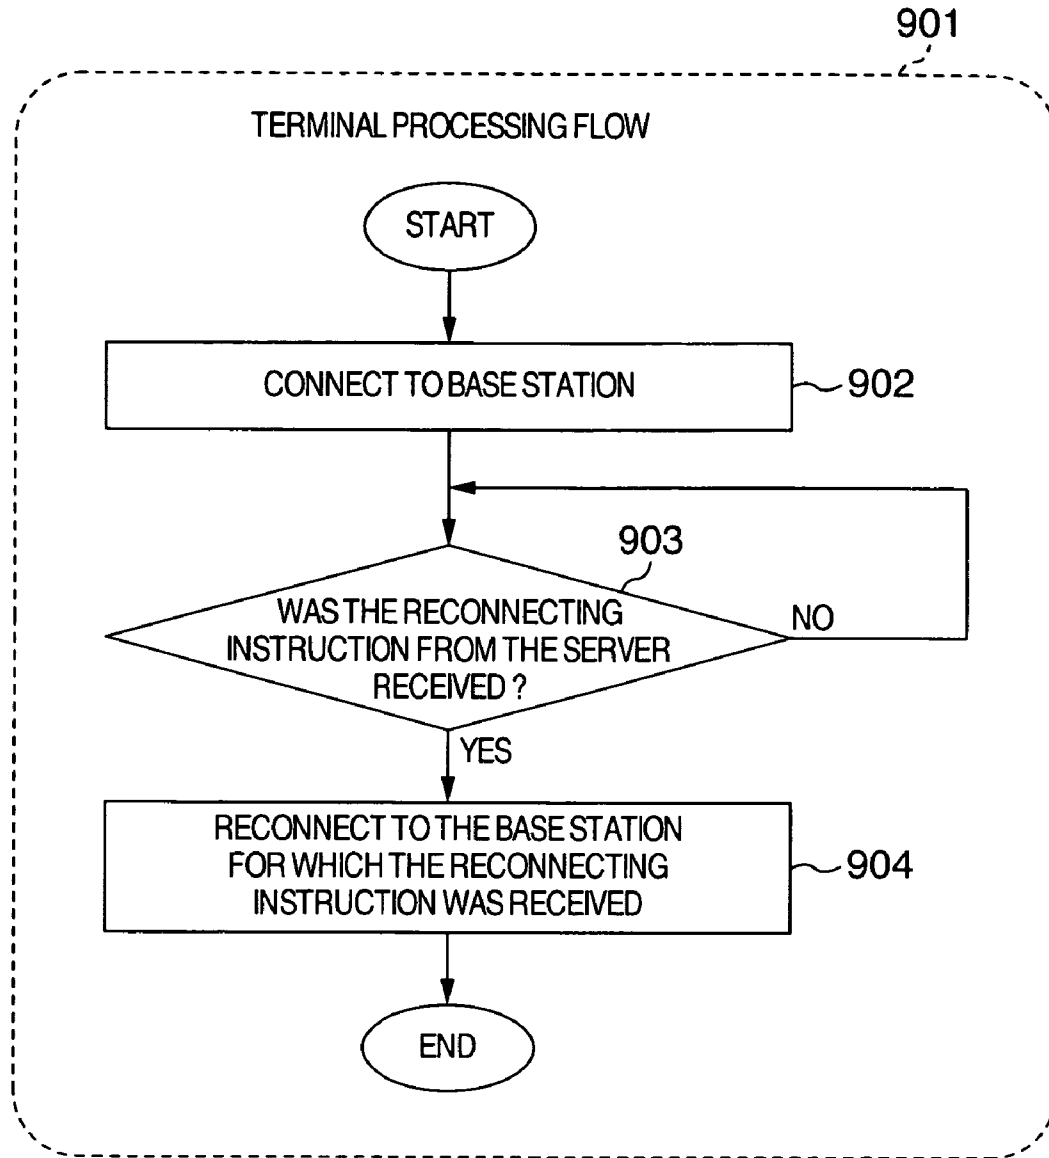 901
TERMINAL PROCESSING FLOW
START
CONNECT TO BASE STATION
902
903
WAS THE RECONNECTING
INSTRUCTION FROM THE SERVER
RECEIVED ?
NO
YES
RECONNECT TO THE BASE STATION
FOR WHICH THE RECONNECTING
INSTRUCTION WAS RECEIVED
904
END